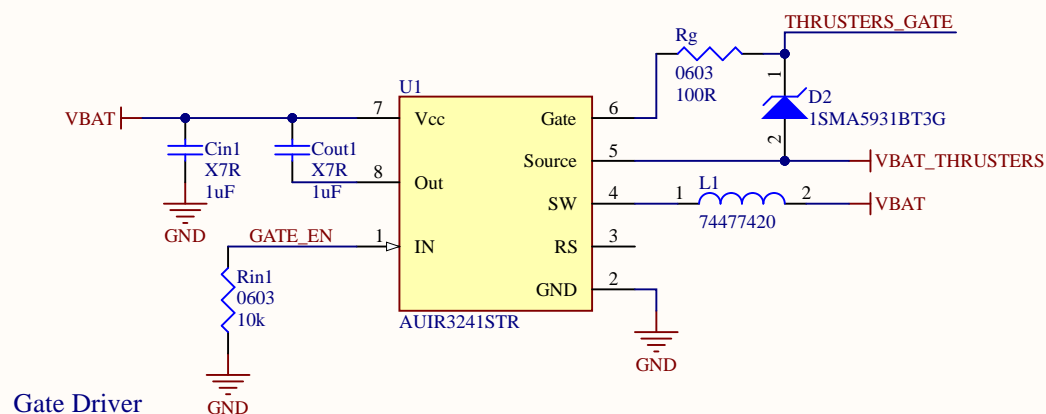 THRUSTERS_GATE
Rg
0603
100R
1
D2
1SMA5931BT3G
2
U1
VBAT
7
Vcc
Gate
6
Cin1
X7R
1uF
Cout1
X7R
1uF
8
Out
Source
5
VBAT_THRUSTERS
SW
4
1
L1
2
74477420
VBAT
GND
GATE_EN
1
IN
RS
3
Rin1
0603
10k
GND
2
AUIR3241STR
GND
GND
Gate Driver